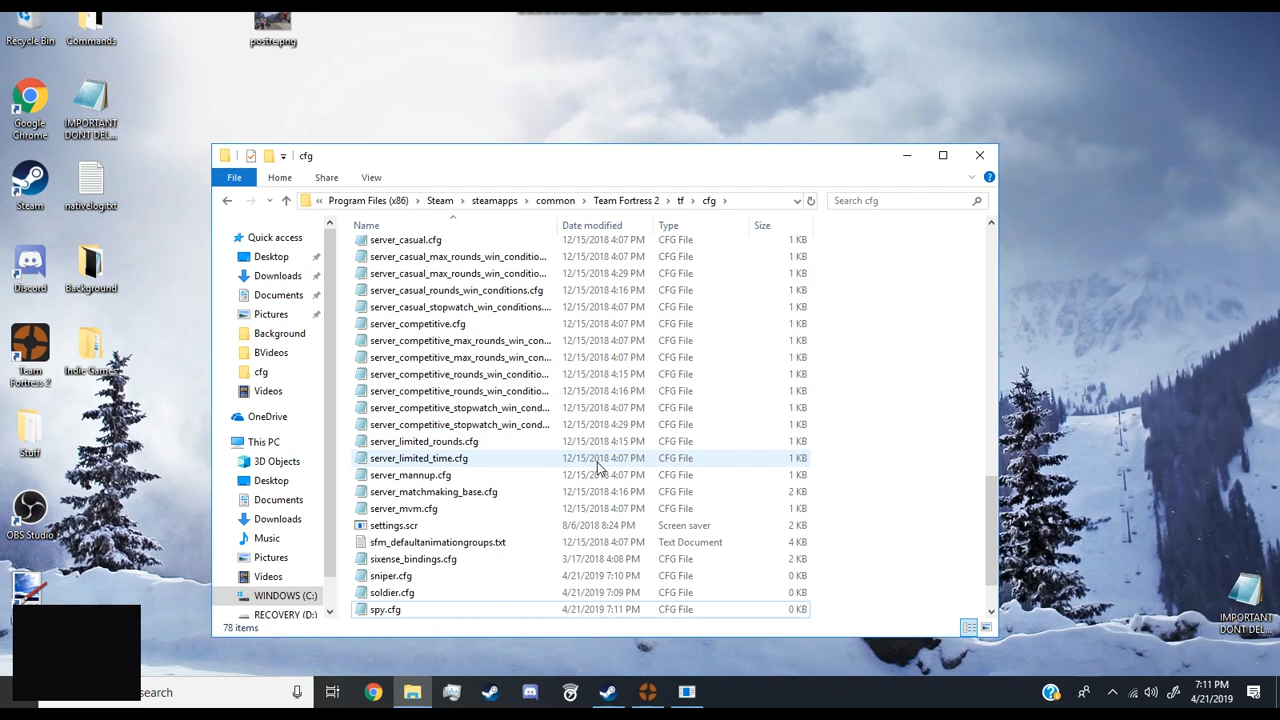 Recycle Bin
Commands
postre.png
Google
Chrome
IMPORTANT
DONT DEL...
Steam
nativelog.txt
Discord
Background
Team
Fortress 2
Indie Games
Stuff
OBS Studio
IMPORTANT
DONT DEL...
cfg
File
Home
Share
View
« Program Files (x86) > Steam > steamapps > common > Team Fortress 2 > tf > cfg >
Search cfg
Quick access
Desktop
Downloads
Documents
Pictures
Background
BVideos
cfg
Videos
OneDrive
This PC
3D Objects
Desktop
Documents
Downloads
Music
Pictures
Videos
WINDOWS (C:)
RECOVERY (D:)
Name Date modified Type Size
server_casual.cfg 12/15/2018 4:07 PM CFG File 1 KB
server_casual_max_rounds_win_conditio... 12/15/2018 4:07 PM CFG File 1 KB
server_casual_max_rounds_win_conditio... 12/15/2018 4:29 PM CFG File 1 KB
server_casual_rounds_win_conditions.cfg 12/15/2018 4:16 PM CFG File 1 KB
server_casual_stopwatch_win_conditions.... 12/15/2018 4:07 PM CFG File 1 KB
server_competitive.cfg 12/15/2018 4:07 PM CFG File 1 KB
server_competitive_max_rounds_win_con... 12/15/2018 4:07 PM CFG File 1 KB
server_competitive_max_rounds_win_con... 12/15/2018 4:07 PM CFG File 1 KB
server_competitive_rounds_win_conditio... 12/15/2018 4:15 PM CFG File 1 KB
server_competitive_rounds_win_conditio... 12/15/2018 4:16 PM CFG File 1 KB
server_competitive_stopwatch_win_cond... 12/15/2018 4:07 PM CFG File 1 KB
server_competitive_stopwatch_win_cond... 12/15/2018 4:29 PM CFG File 1 KB
server_limited_rounds.cfg 12/15/2018 4:15 PM CFG File 1 KB
server_limited_time.cfg 12/15/2018 4:07 PM CFG File 1 KB
server_mannup.cfg 12/15/2018 4:07 PM CFG File 1 KB
server_matchmaking_base.cfg 12/15/2018 4:16 PM CFG File 2 KB
server_mvm.cfg 12/15/2018 4:07 PM CFG File 1 KB
settings.scr 8/6/2018 8:24 PM Screen saver 2 KB
sfm_defaultanimationgroups.txt 12/15/2018 4:07 PM Text Document 4 KB
sixense_bindings.cfg 3/17/2018 4:08 PM CFG File 2 KB
sniper.cfg 4/21/2019 7:10 PM CFG File 0 KB
soldier.cfg 4/21/2019 7:09 PM CFG File 0 KB
spy.cfg 4/21/2019 7:11 PM CFG File 0 KB
78 items
search
7:11 PM
4/21/2019